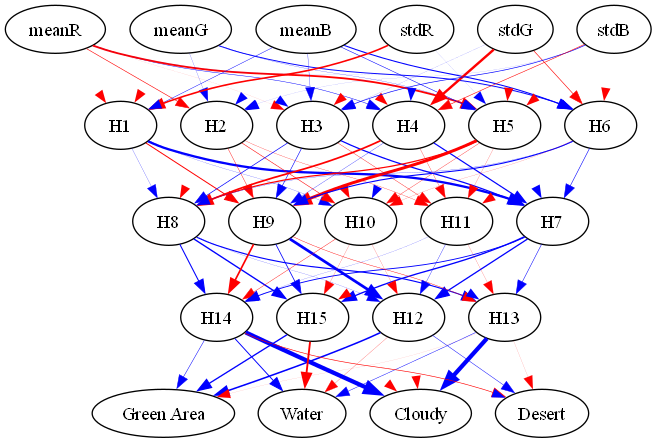 meanR meanG meanB stdR stdG stdB
H1 H2 H3 H4 H5 H6
H8 H9 H10 H11 H7
H14 H15 H12 H13
Green Area Water Cloudy Desert